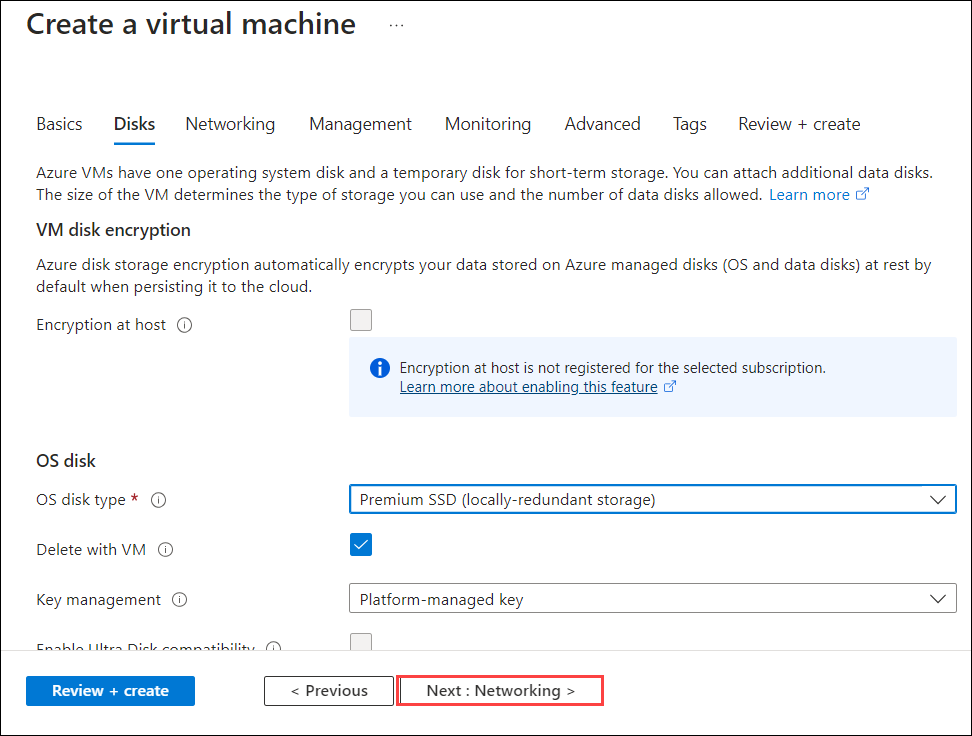 Create a virtual machine ...
Basics Disks Networking Management Monitoring Advanced Tags Review + create
Azure VMs have one operating system disk and a temporary disk for short-term storage. You can attach additional data disks.
The size of the VM determines the type of storage you can use and the number of data disks allowed. Learn more
VM disk encryption
Azure disk storage encryption automatically encrypts your data stored on Azure managed disks (OS and data disks) at rest by
default when persisting it to the cloud.
Encryption at host
Encryption at host is not registered for the selected subscription.
Learn more about enabling this feature
OS disk
OS disk type * Premium SSD (locally-redundant storage)
Delete with VM
Key management Platform-managed key
Enable Ultra Disk compatibility
Review + create < Previous Next : Networking >